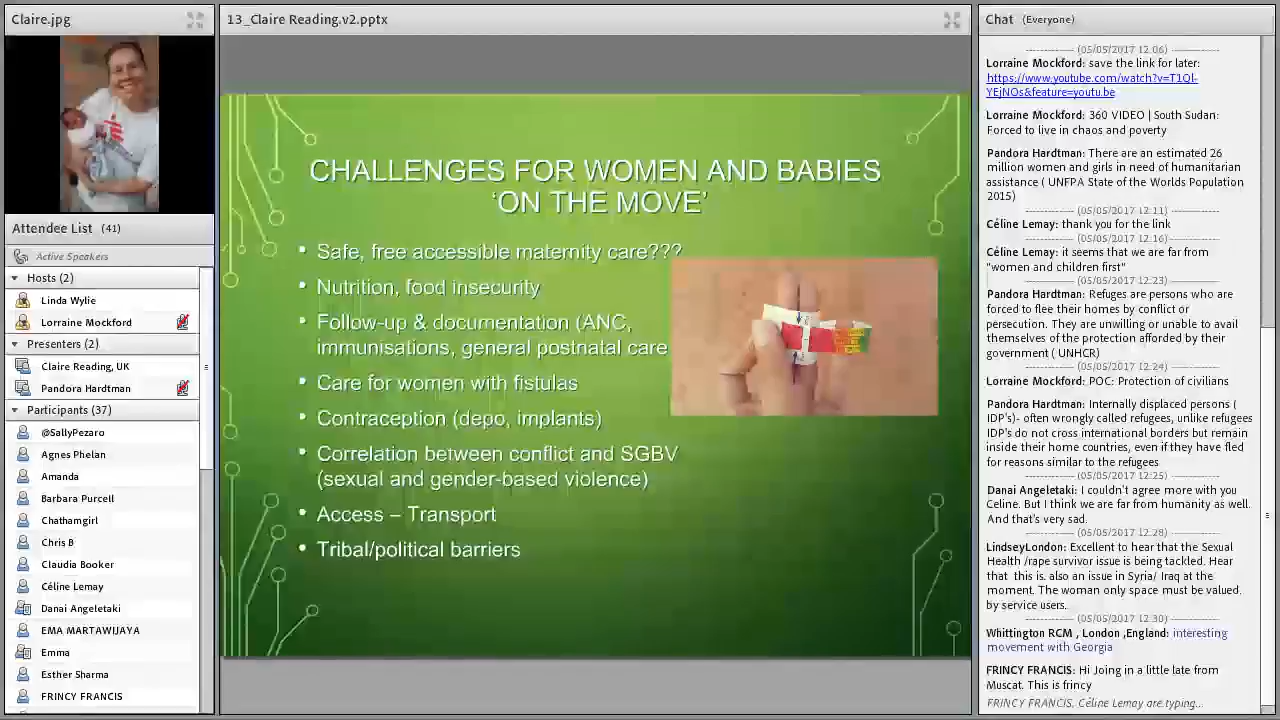 Claire.jpg
Attendee List (41)
Active Speakers
Hosts (2)
Linda Wylie
Lorraine Mockford
Presenters (2)
Claire Reading, UK
Pandora Hardtman
Participants (37)
@SallyPezaro
Agnes Phelan
Amanda
Barbara Purcell
Chathamgirl
Chris B
Claudia Booker
Céline Lemay
Danai Angeletaki
EMA MARTAWIJAYA
Emma
Esther Sharma
FRINCY FRANCIS
13_Claire Reading.v2.pptx
CHALLENGES FOR WOMEN AND BABIES
‘ON THE MOVE’
• Safe, free accessible maternity care???
• Nutrition, food insecurity
• Follow-up & documentation (ANC,
immunisations, general postnatal care
• Care for women with fistulas
• Contraception (depo, implants)
• Correlation between conflict and SGBV
(sexual and gender-based violence)
• Access – Transport
• Tribal/political barriers
Chat (Everyone)
(05/05/2017 12:06)
Lorraine Mockford: save the link for later:
https://www.youtube.com/watch?v=T1Ql-
YEjNOs&feature=youtu.be
Lorraine Mockford: 360 VIDEO | South Sudan:
Forced to live in chaos and poverty
Pandora Hardtman: There are an estimated 26
million women and girls in need of humanitarian
assistance ( UNFPA State of the Worlds Population
2015)
(05/05/2017 12:11)
Céline Lemay: thank you for the link
(05/05/2017 12:16)
Céline Lemay: it seems that we are far from
"women and children first"
(05/05/2017 12:23)
Pandora Hardtman: Refuges are persons who are
forced to flee their homes by conflict or
persecution. They are unwilling or unable to avail
themselves of the protection afforded by their
government ( UNHCR)
(05/05/2017 12:24)
Lorraine Mockford: POC: Protection of civilians
Pandora Hardtman: Internally displaced persons (
IDP's)- often wrongly called refugees, unlike refugees
IDP's do not cross international borders but remain
inside their home countries, even if they have fled
for reasons similar to the refugees
(05/05/2017 12:25)
Danai Angeletaki: I couldn't agree more with you
Celine. But I think we are far from humanity as well.
And that's very sad.
(05/05/2017 12:28)
LindseyLondon: Excellent to hear that the Sexual
Health /rape survivor issue is being tackled. Hear
that this is. also an issue in Syria/ Iraq at the
moment. The woman only space must be valued.
by service users..
(05/05/2017 12:30)
Whittington RCM , London ,England: interesting
movement with Georgia
FRINCY FRANCIS: Hi Joing in a little late from
Muscat. This is frincy
FRINCY FRANCIS, Céline Lemay are typing...